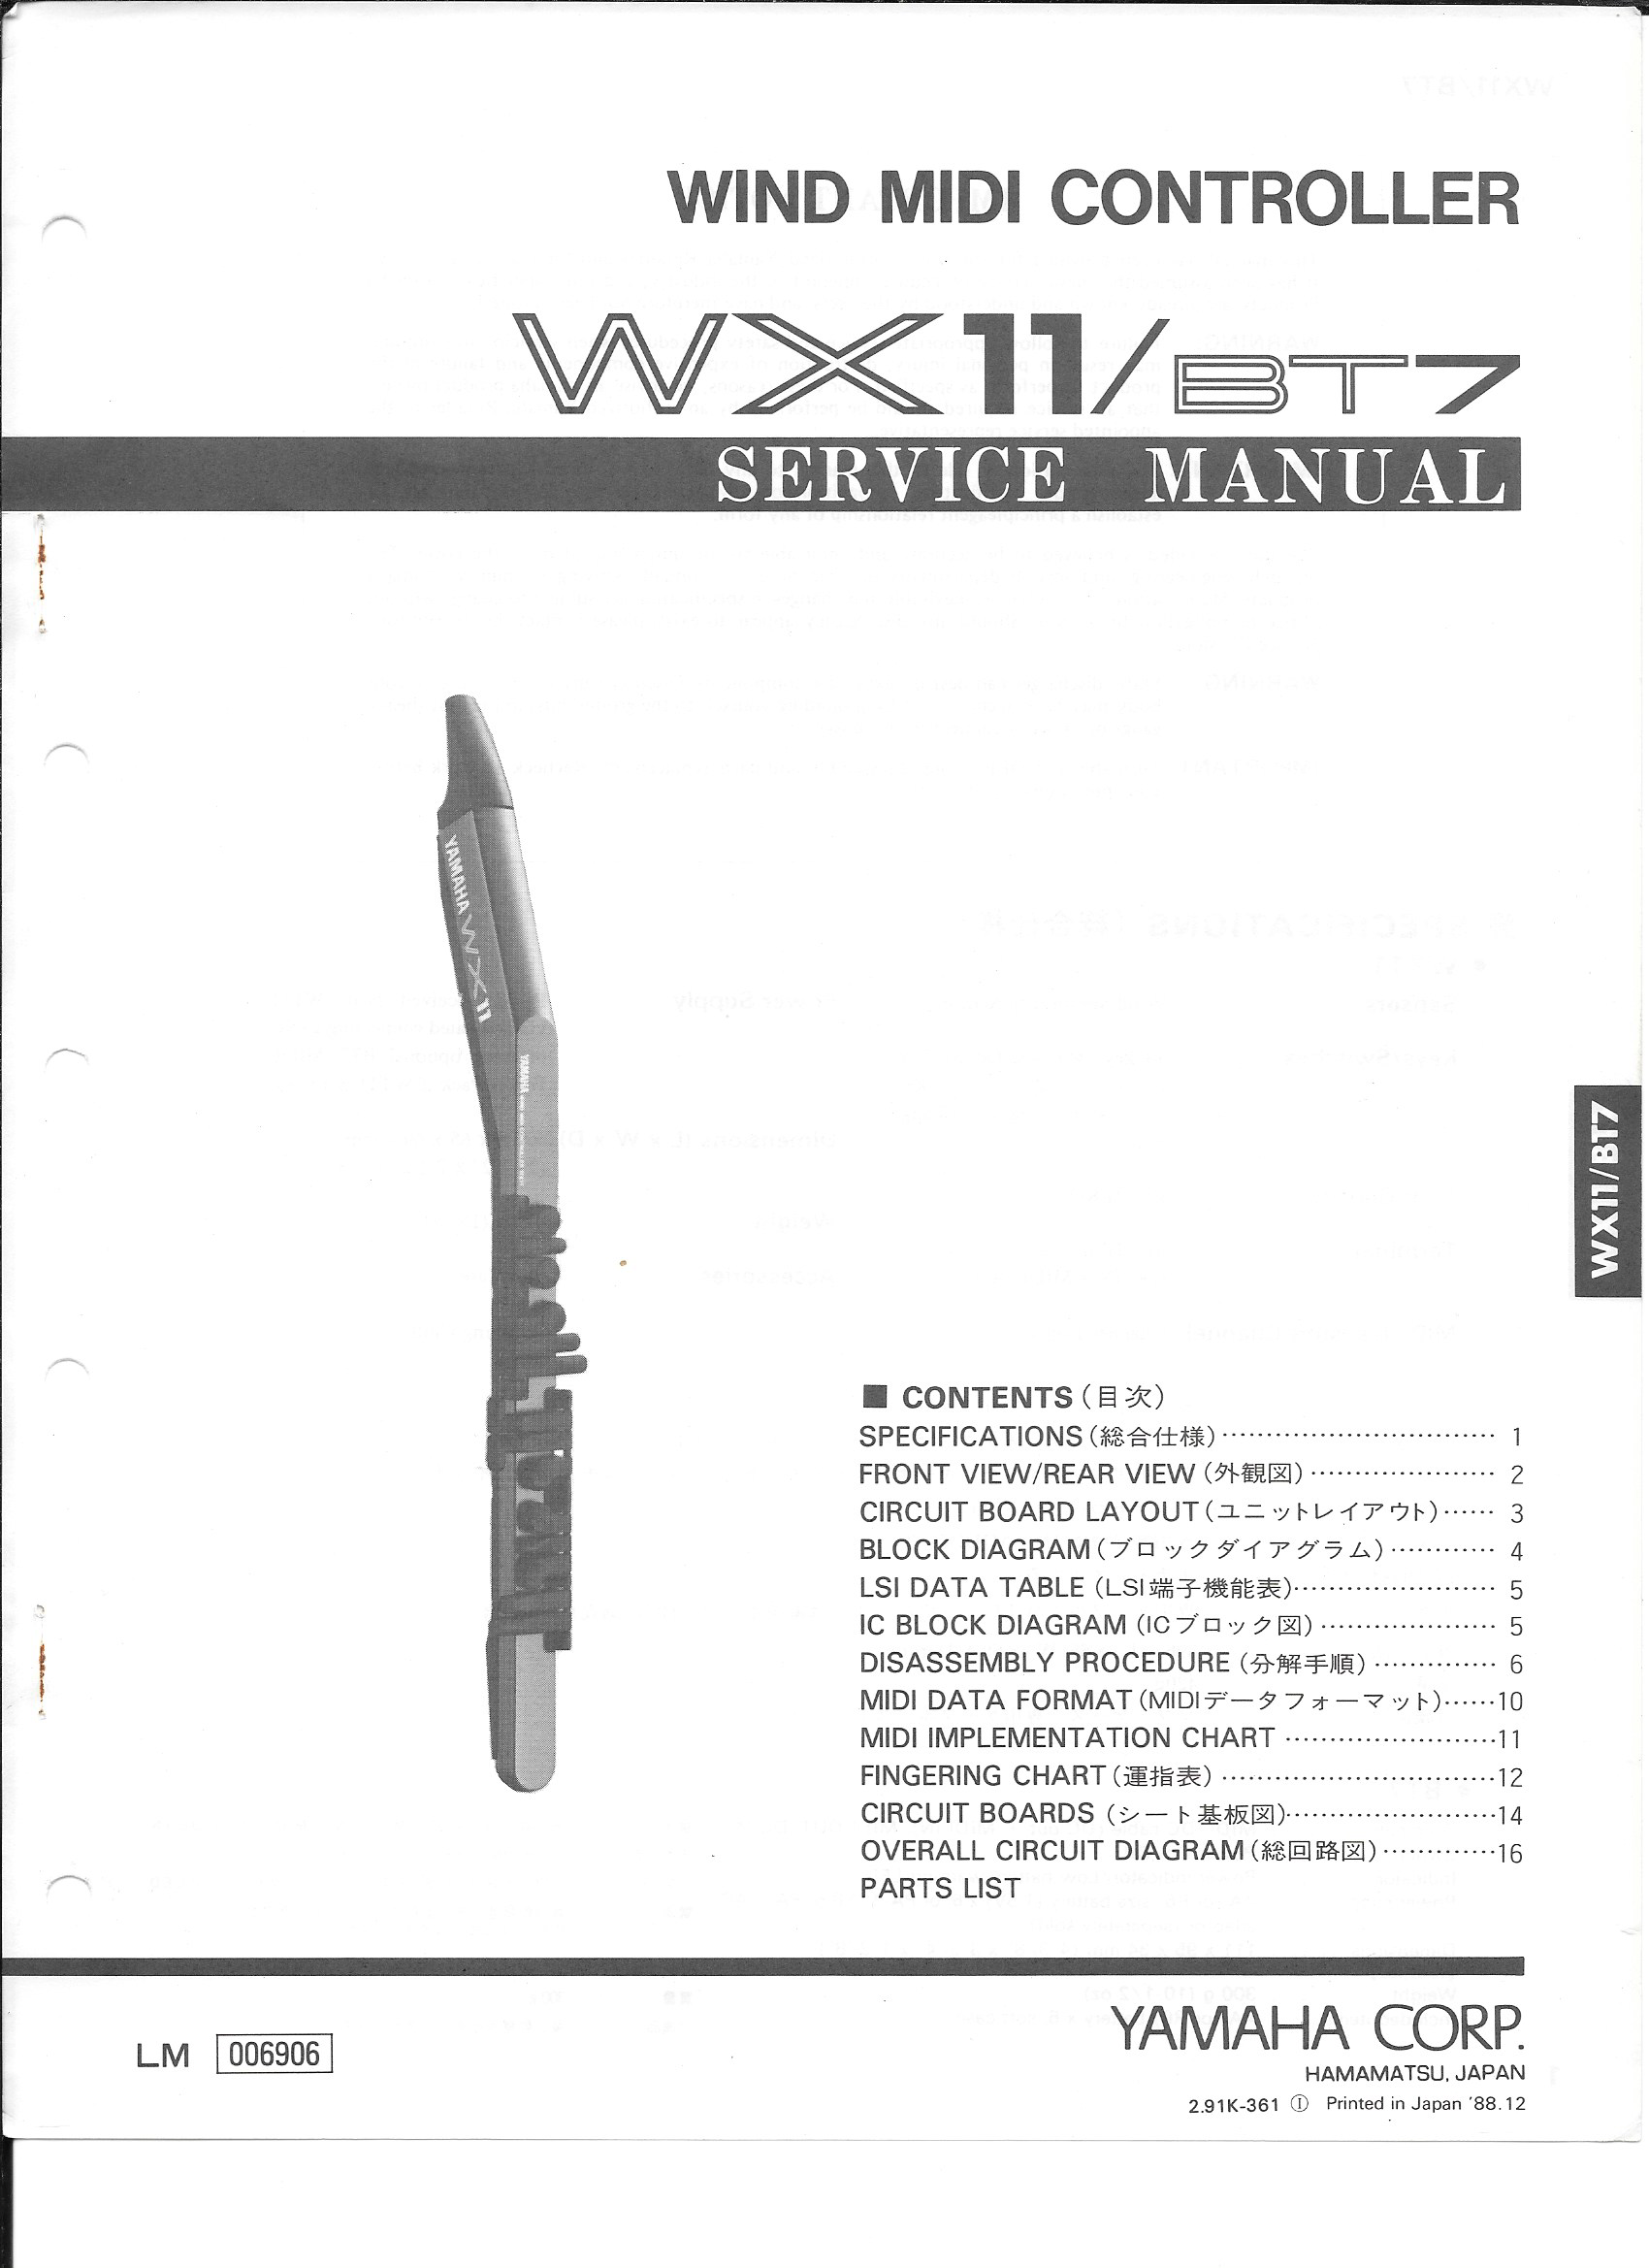 WIND MIDI CONTROLLER
WX11/BT7
SERVICE MANUAL
YAMAHA WX11
YAMAHA
WX11/BT7
■ CONTENTS(目次)
SPECIFICATIONS(総合仕様)······························ 1
FRONT VIEW/REAR VIEW(外観図)····················· 2
CIRCUIT BOARD LAYOUT(ユニットレイアウト)······ 3
BLOCK DIAGRAM(ブロックダイアグラム)············ 4
LSI DATA TABLE (LSI端子機能表)······················· 5
IC BLOCK DIAGRAM (ICブロック図)···················· 5
DISASSEMBLY PROCEDURE (分解手順)·············· 6
MIDI DATA FORMAT(MIDIデータフォーマット)······10
MIDI IMPLEMENTATION CHART ························11
FINGERING CHART(運指表)·······························12
CIRCUIT BOARDS (シート基板図)························14
OVERALL CIRCUIT DIAGRAM(総回路図)·············16
PARTS LIST
YAMAHA CORP.
HAMAMATSU, JAPAN
2.91K-361 Ⓘ Printed in Japan '88.12
LM 006906